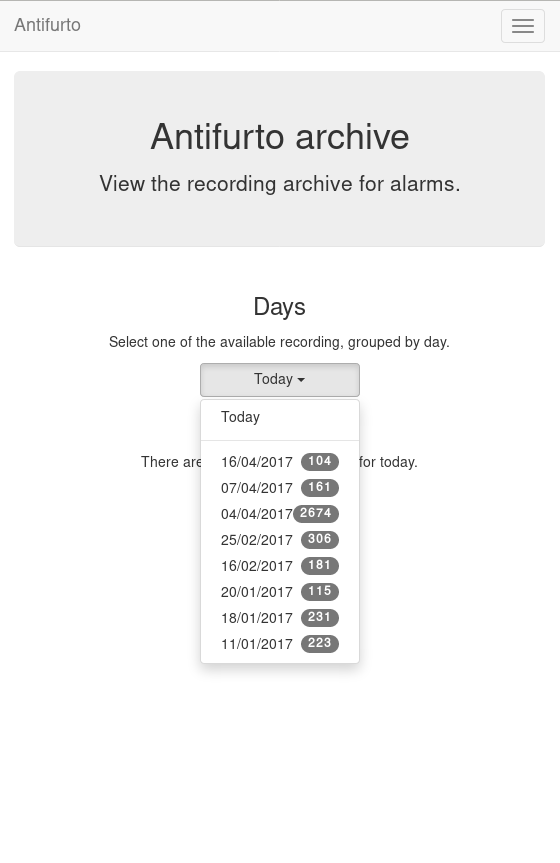 Antifurto
Antifurto archive
View the recording archive for alarms.
Days
Select one of the available recording, grouped by day.
Today
Today
There are
for today.
16/04/2017 104
07/04/2017 161
04/04/2017 2674
25/02/2017 306
16/02/2017 181
20/01/2017 115
18/01/2017 231
11/01/2017 223